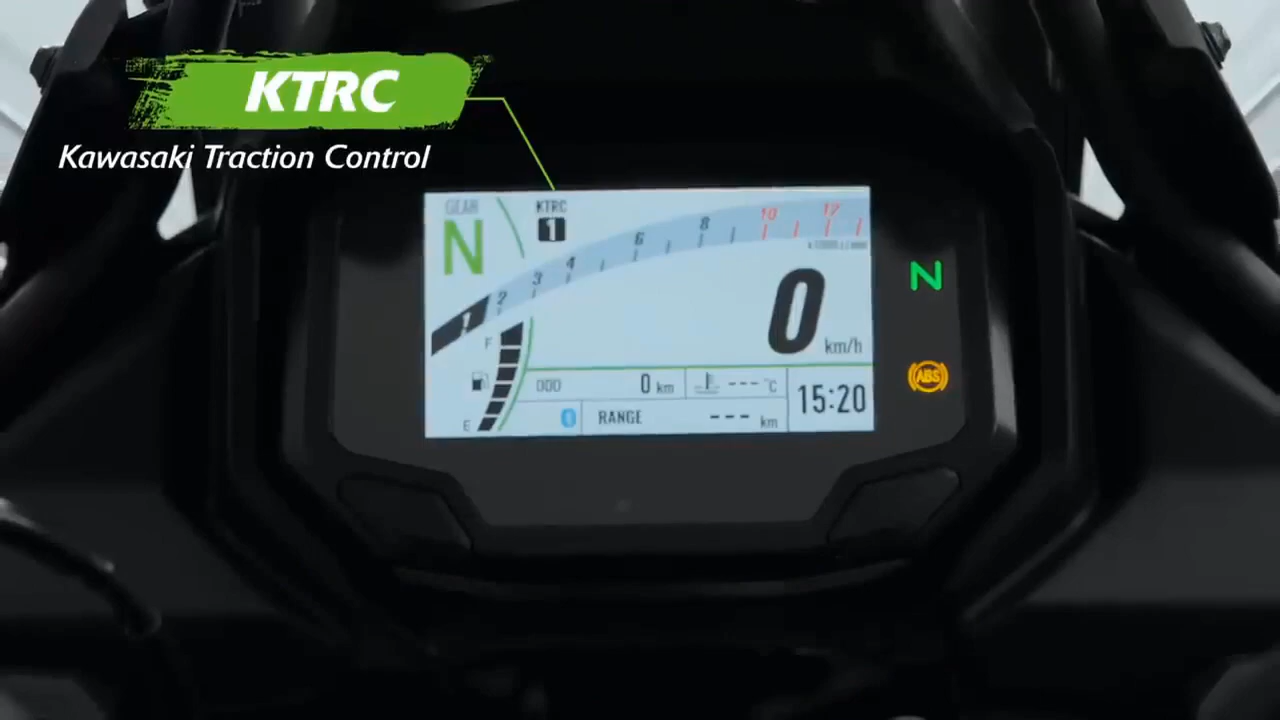 KTRC
Kawasaki Traction Control
GEAR
N
KTRC
1
1 2 3 4 6 8 10 12
0 km/h
N
F
E
ABS
ODO 0 km --- °C
15:20
RANGE --- km